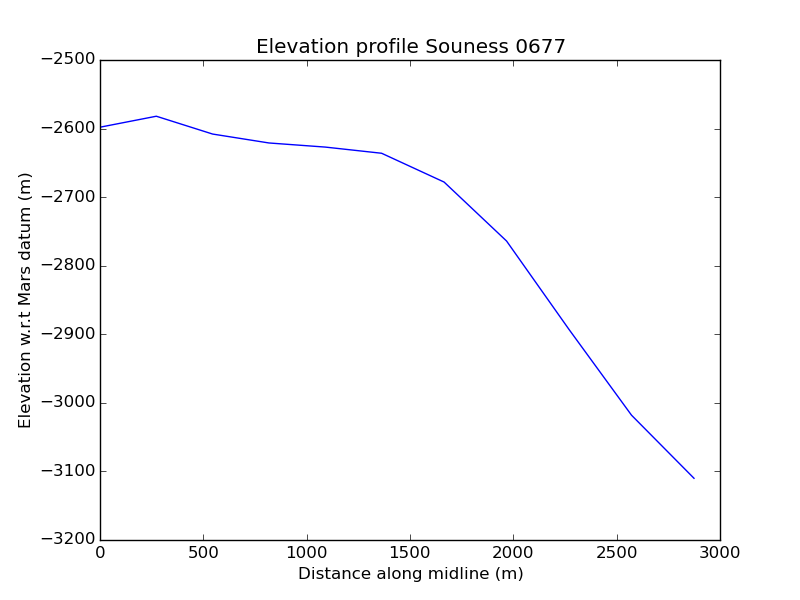 Elevation profile Souness 0677
−2500
−2600
−2700
−2800
−2900
−3000
−3100
−3200
Elevation w.r.t Mars datum (m)
0 500 1000 1500 2000 2500 3000
Distance along midline (m)